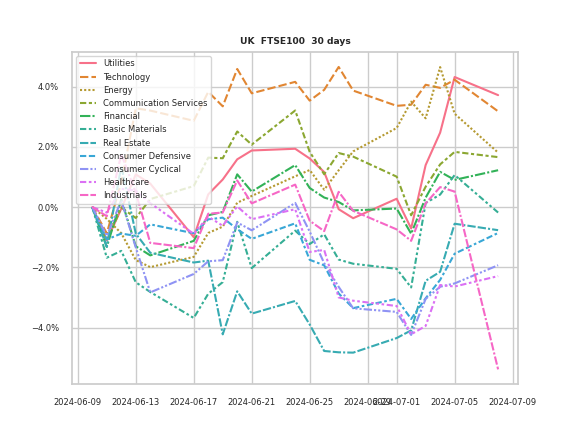 UK  FTSE100  30 days
Utilities
Technology
Energy
Communication Services
Financial
Basic Materials
Real Estate
Consumer Defensive
Consumer Cyclical
Healthcare
Industrials
4.0%
2.0%
0.0%
−2.0%
−4.0%
2024-06-09 2024-06-13 2024-06-17 2024-06-21 2024-06-25 2024-06-29 2024-07-01 2024-07-05 2024-07-09